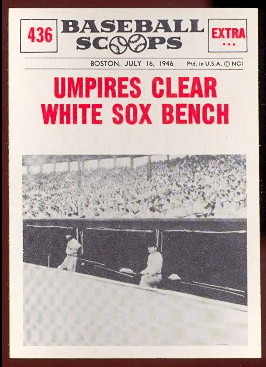 436
BASEBALL
SCOOPS
EXTRA
...
BOSTON, JULY 16, 1946
Ptd. in U.S.A. © NCI
UMPIRES CLEAR
WHITE SOX BENCH